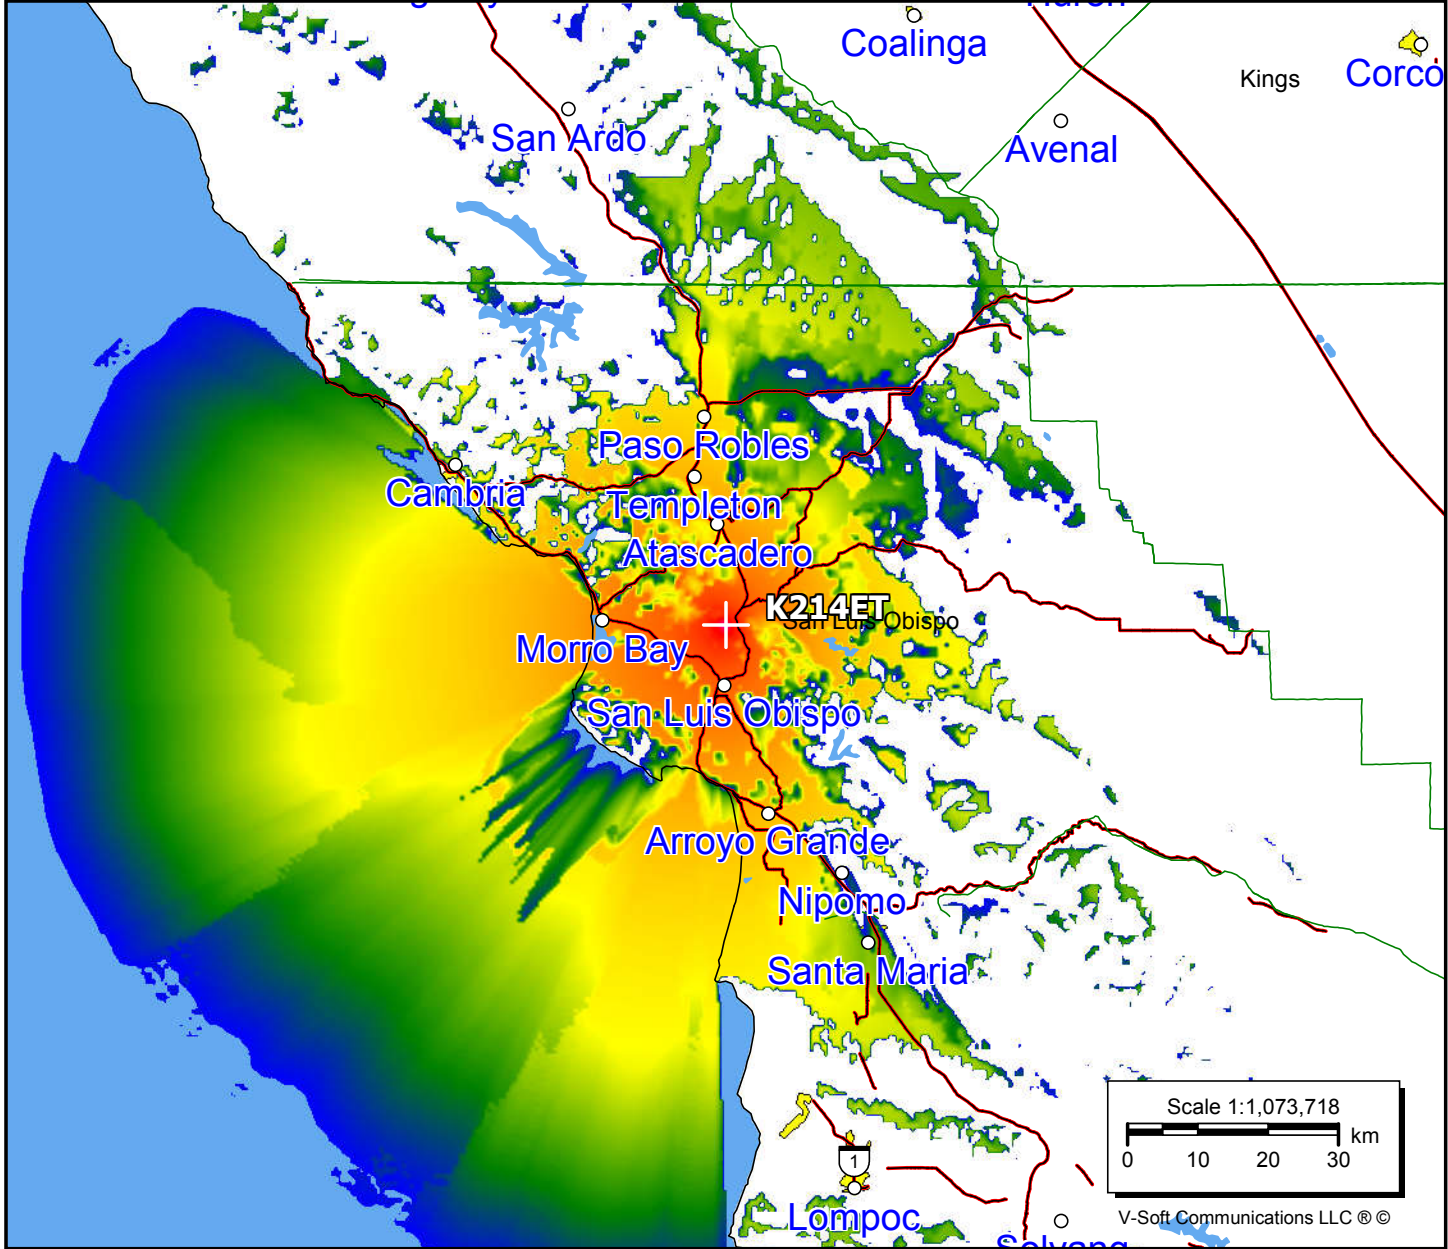 Coalinga
Kings
Corco
San Ardo
Avenal
Paso Robles
Cambria
Templeton
Atascadero
K214ET
San Luis Obispo
Morro Bay
San Luis Obispo
Arroyo Grande
Nipomo
Santa Maria
Scale 1:1,073,718
km
0 10 20 30
1
Lompoc
V-Soft Communications LLC ® ©